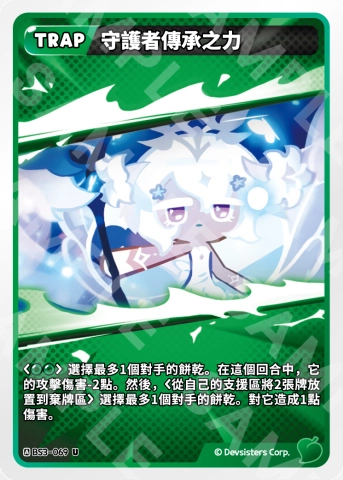 TRAP 守護者傳承之力
〈○○〉選擇最多1個對手的餅乾。在這個回合中，它
的攻擊傷害-2點。然後，〈從自己的支援區將2張牌放
置到棄牌區〉選擇最多1個對手的餅乾。對它造成1點
傷害。
A BS3-069 U
© Devsisters Corp.
SAMPLE